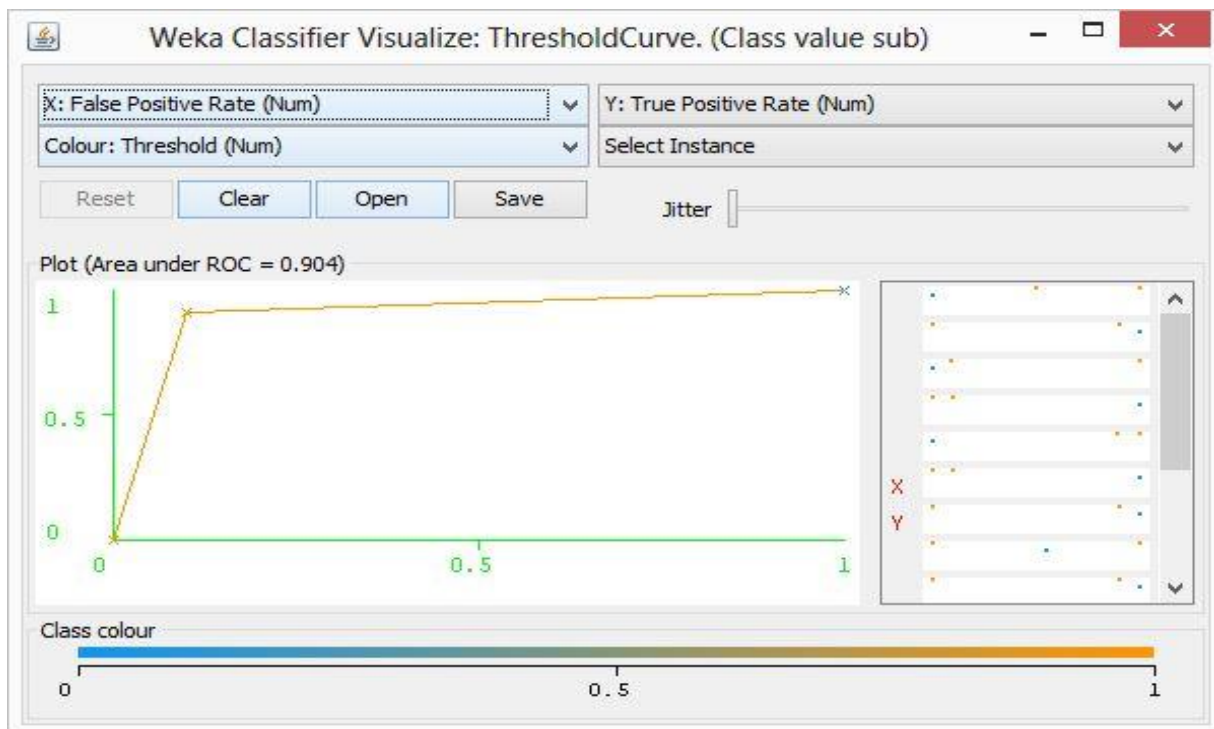 Weka Classifier Visualize: ThresholdCurve. (Class value sub)
X: False Positive Rate (Num)
Y: True Positive Rate (Num)
Colour: Threshold (Num)
Select Instance
Reset
Clear
Open
Save
Jitter
Plot (Area under ROC = 0.904)
1
0.5
0
0
0.5
1
X
Y
Class colour
0
0.5
1